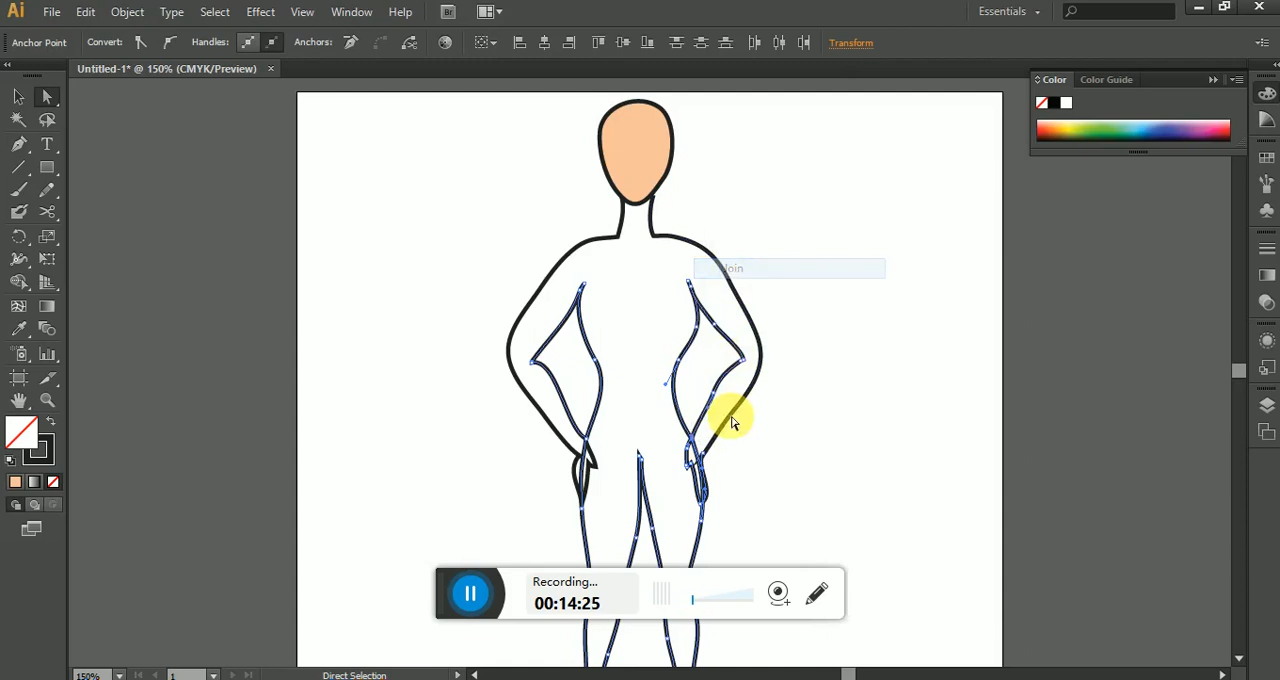 Ai File Edit Object Type Select Effect View Window Help Br Essentials
Anchor Point Convert: Handles: Anchors: Transform
Untitled-1* @ 150% (CMYK/Preview) ×
Color Color Guide
T
Join
Recording...
00:14:25
150% 1 Direct Selection